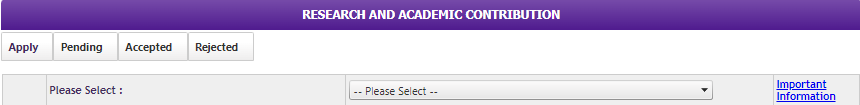 RESEARCH AND ACADEMIC CONTRIBUTION
Apply Pending Accepted Rejected
Please Select : -- Please Select -- Important
Information